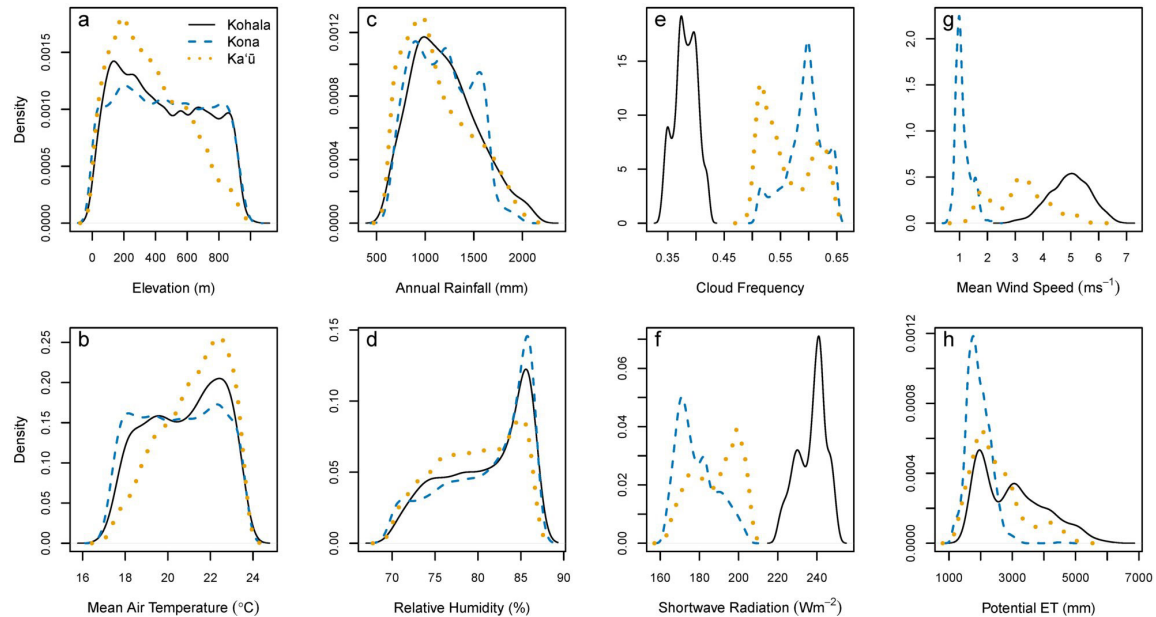 a
Kohala
Kona
Ka'ū
Density
0.0000 0.0005 0.0010 0.0015
0 200 400 600 800
Elevation (m)
c
0.0000 0.0004 0.0008 0.0012
500 1000 1500 2000
Annual Rainfall (mm)
e
0 5 10 15
0.35 0.45 0.55 0.65
Cloud Frequency
g
0.0 0.5 1.0 1.5 2.0
1 2 3 4 5 6 7
Mean Wind Speed (ms⁻¹)
b
Density
0.00 0.05 0.10 0.15 0.20 0.25
16 18 20 22 24
Mean Air Temperature (°C)
d
0.00 0.05 0.10 0.15
70 75 80 85 90
Relative Humidity (%)
f
0.00 0.02 0.04 0.06
160 180 200 220 240
Shortwave Radiation (Wm⁻²)
h
0.0000 0.0004 0.0008 0.0012
1000 3000 5000 7000
Potential ET (mm)